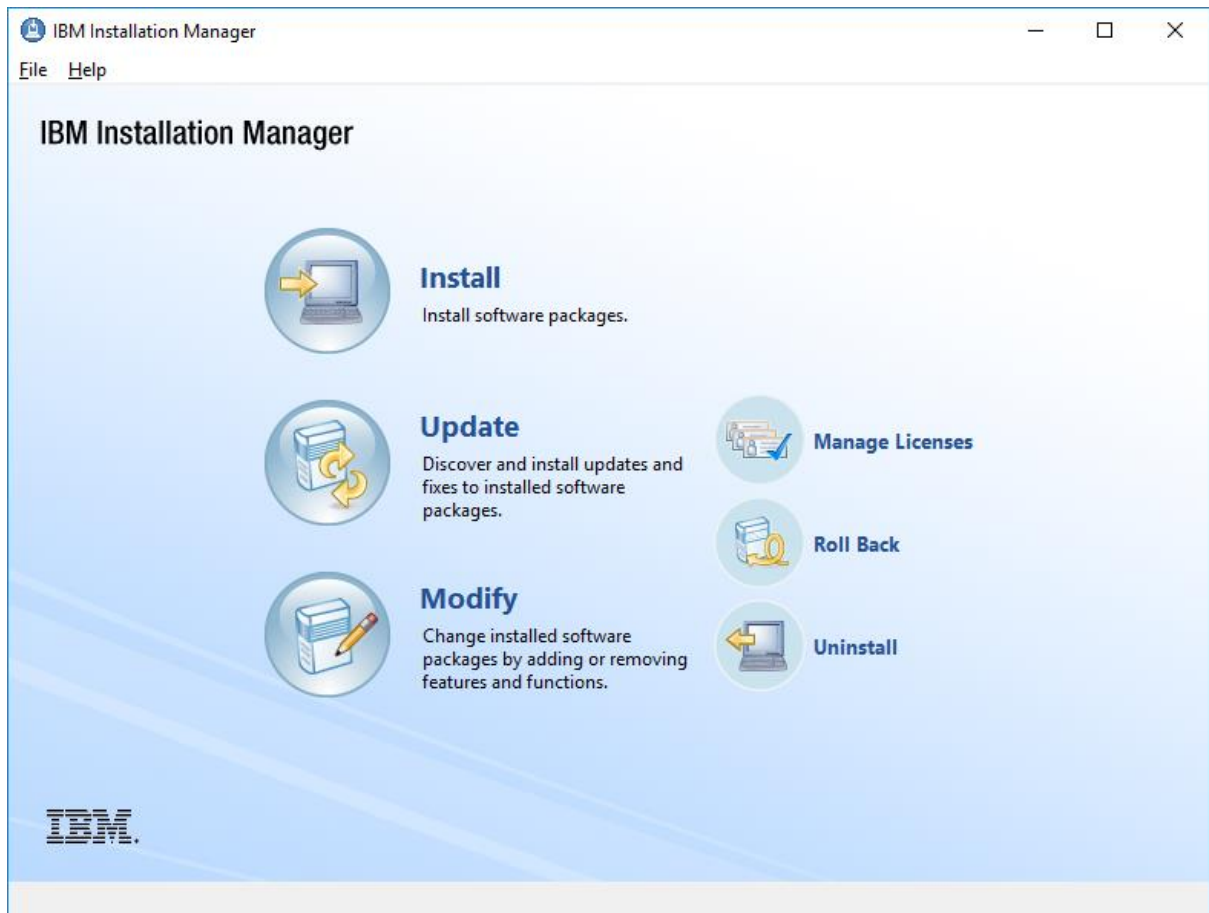 IBM Installation Manager
File Help
IBM Installation Manager
Install
Install software packages.
Update
Discover and install updates and
fixes to installed software
packages.
Modify
Change installed software
packages by adding or removing
features and functions.
Manage Licenses
Roll Back
Uninstall
IBM.